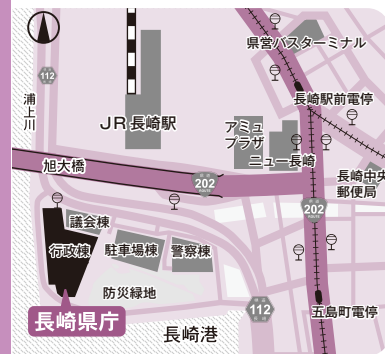 県営バスターミナル
112
長崎駅前電停
浦上川
JR長崎駅
アミュ
プラザ
ニュー長崎
旭大橋
長崎中央
郵便局
202
ROUTE
202
ROUTE
議会棟
行政棟
駐車場棟
警察棟
防災緑地
長崎県庁
長崎港
112
五島町電停